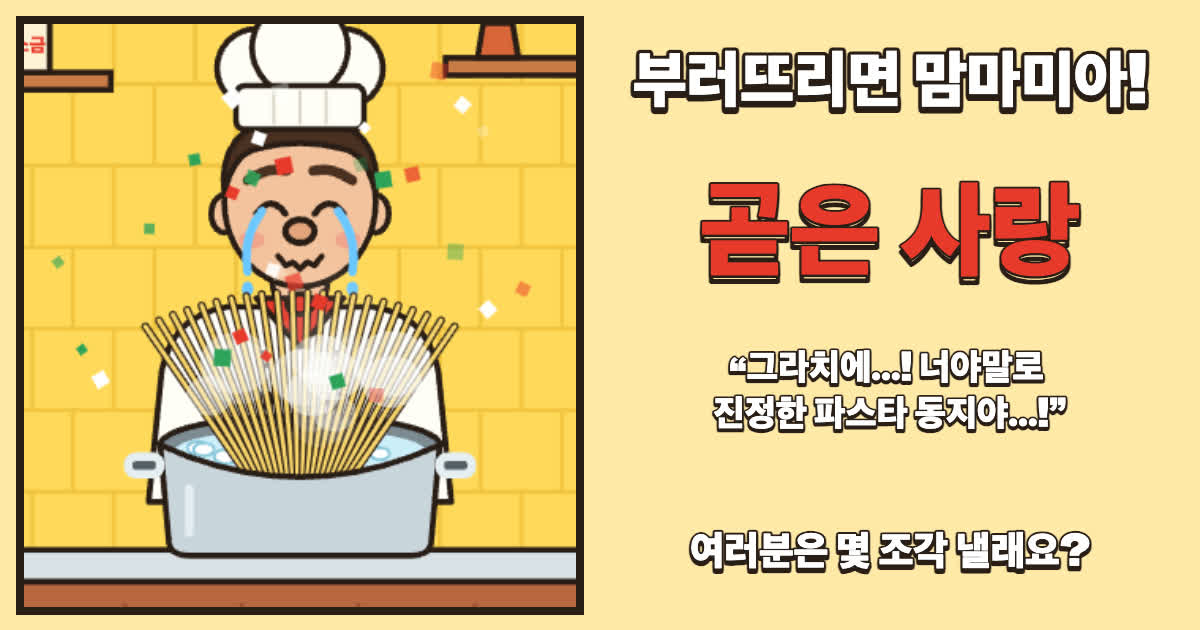 소금
부러뜨리면 맘마미아!
곧은 사랑
“그라치에...! 너야말로
진정한 파스타 동지야...!”
여러분은 몇 조각 낼래요?